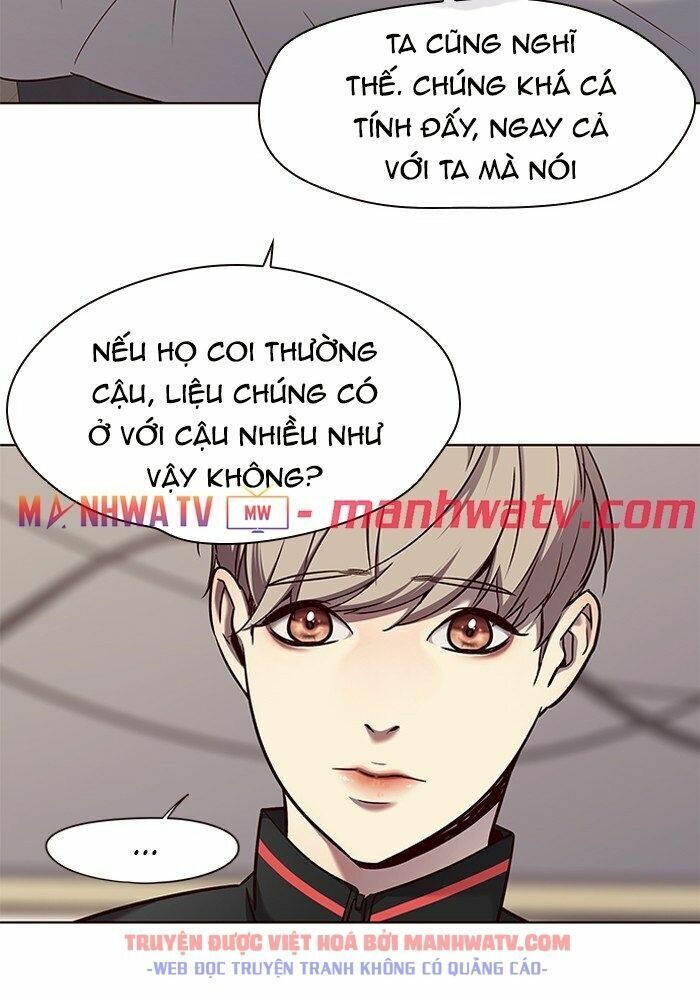 TA CŨNG NGHĨ
THẾ. CHÚNG KHÁ CÁ
TÍNH ĐẤY, NGAY CẢ
VỚI TA MÀ NÓI
NẾU HỌ COI THƯỜNG
CẬU, LIỆU CHÚNG CÓ
Ở VỚI CẬU NHIỀU NHƯ
VẬY KHÔNG?
MANHWA TV MW - manhwatv.com
...
TRUYỆN ĐƯỢC VIỆT HOÁ BỞI MANHWATV.COM
-WEB ĐỌC TRUYỆN TRANH KHÔNG CÓ QUẢNG CÁO-